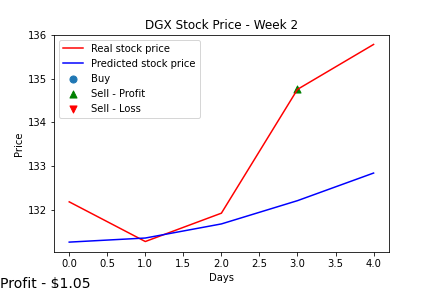 DGX Stock Price - Week 2
136
135
134
133
132
Price
Real stock price
Predicted stock price
Buy
Sell - Profit
Sell - Loss
0.0 0.5 1.0 1.5 2.0 2.5 3.0 3.5 4.0
Days
Profit - $1.05